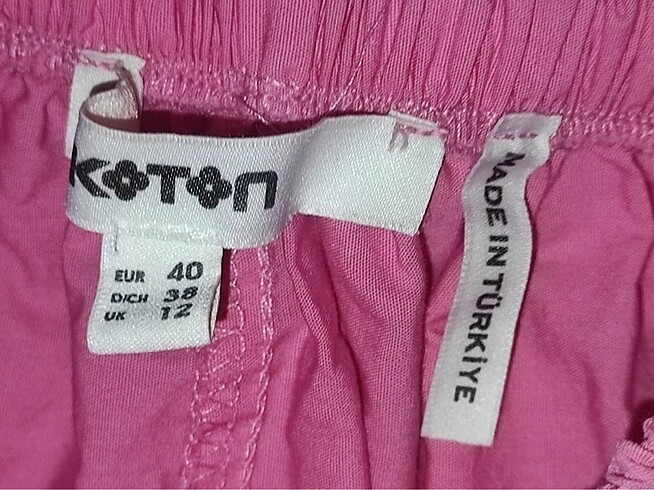 KOTON
EUR 40
D/CH 38
UK 12
MADE IN TÜRKİYE